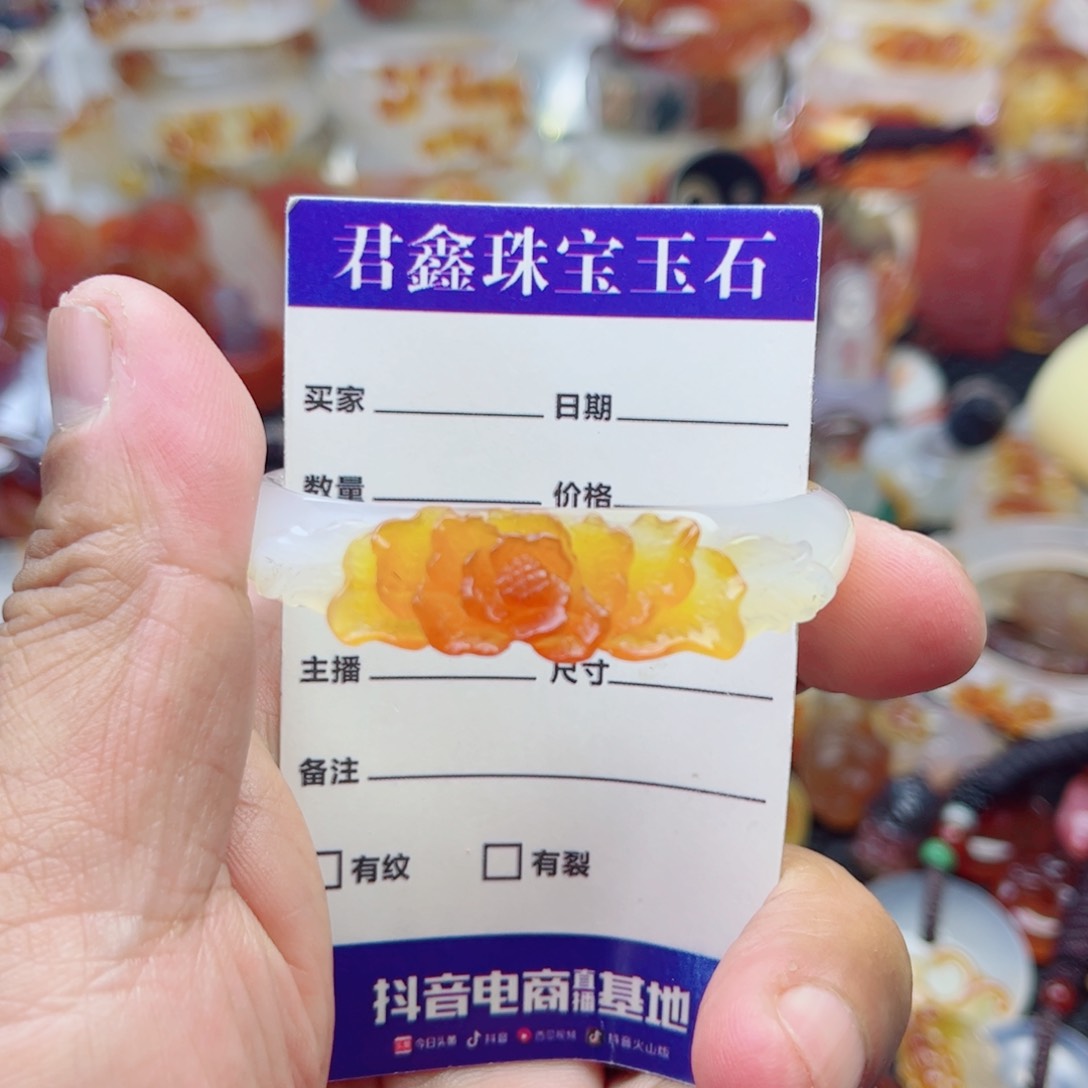 君鑫珠宝玉石
买家 日期
数量 价格
主播 尺寸
备注
有纹 有裂
抖音电商直播基地
今日头条 抖音 西瓜视频 抖音火山版